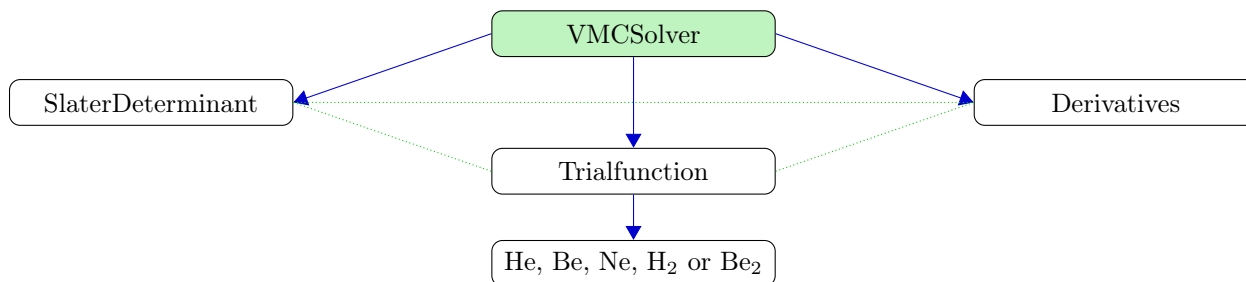 VMCSolver
SlaterDeterminant
Derivatives
Trialfunction
He, Be, Ne, H₂ or Be₂